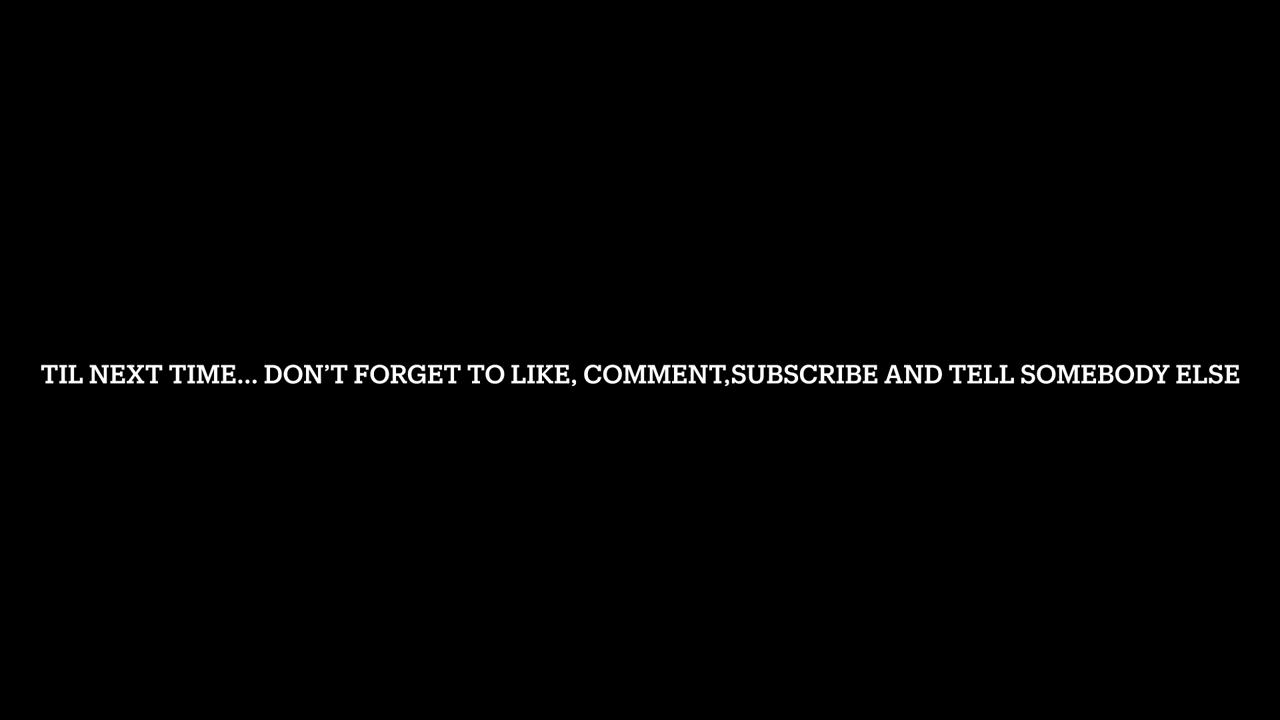 TIL NEXT TIME... DON’T FORGET TO LIKE, COMMENT,SUBSCRIBE AND TELL SOMEBODY ELSE